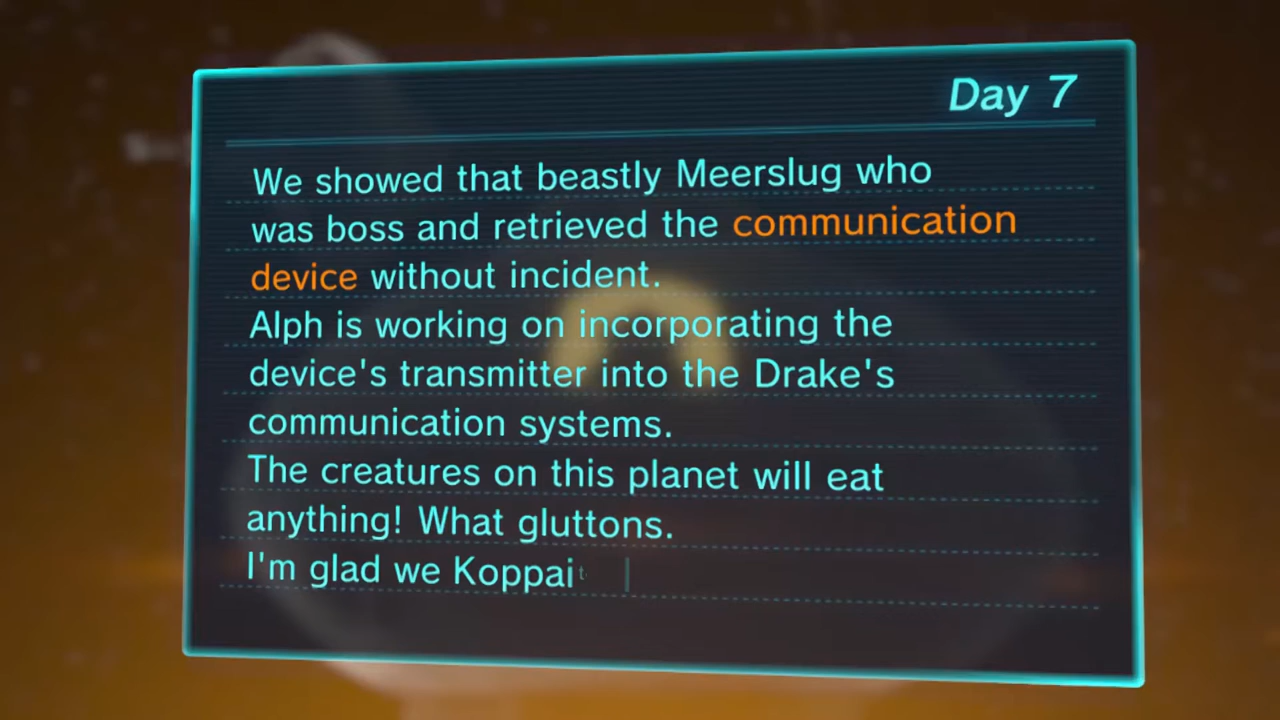 Day 7
We showed that beastly Meerslug who
was boss and retrieved the communication
device without incident.
Alph is working on incorporating the
device's transmitter into the Drake's
communication systems.
The creatures on this planet will eat
anything! What gluttons.
I'm glad we Koppait